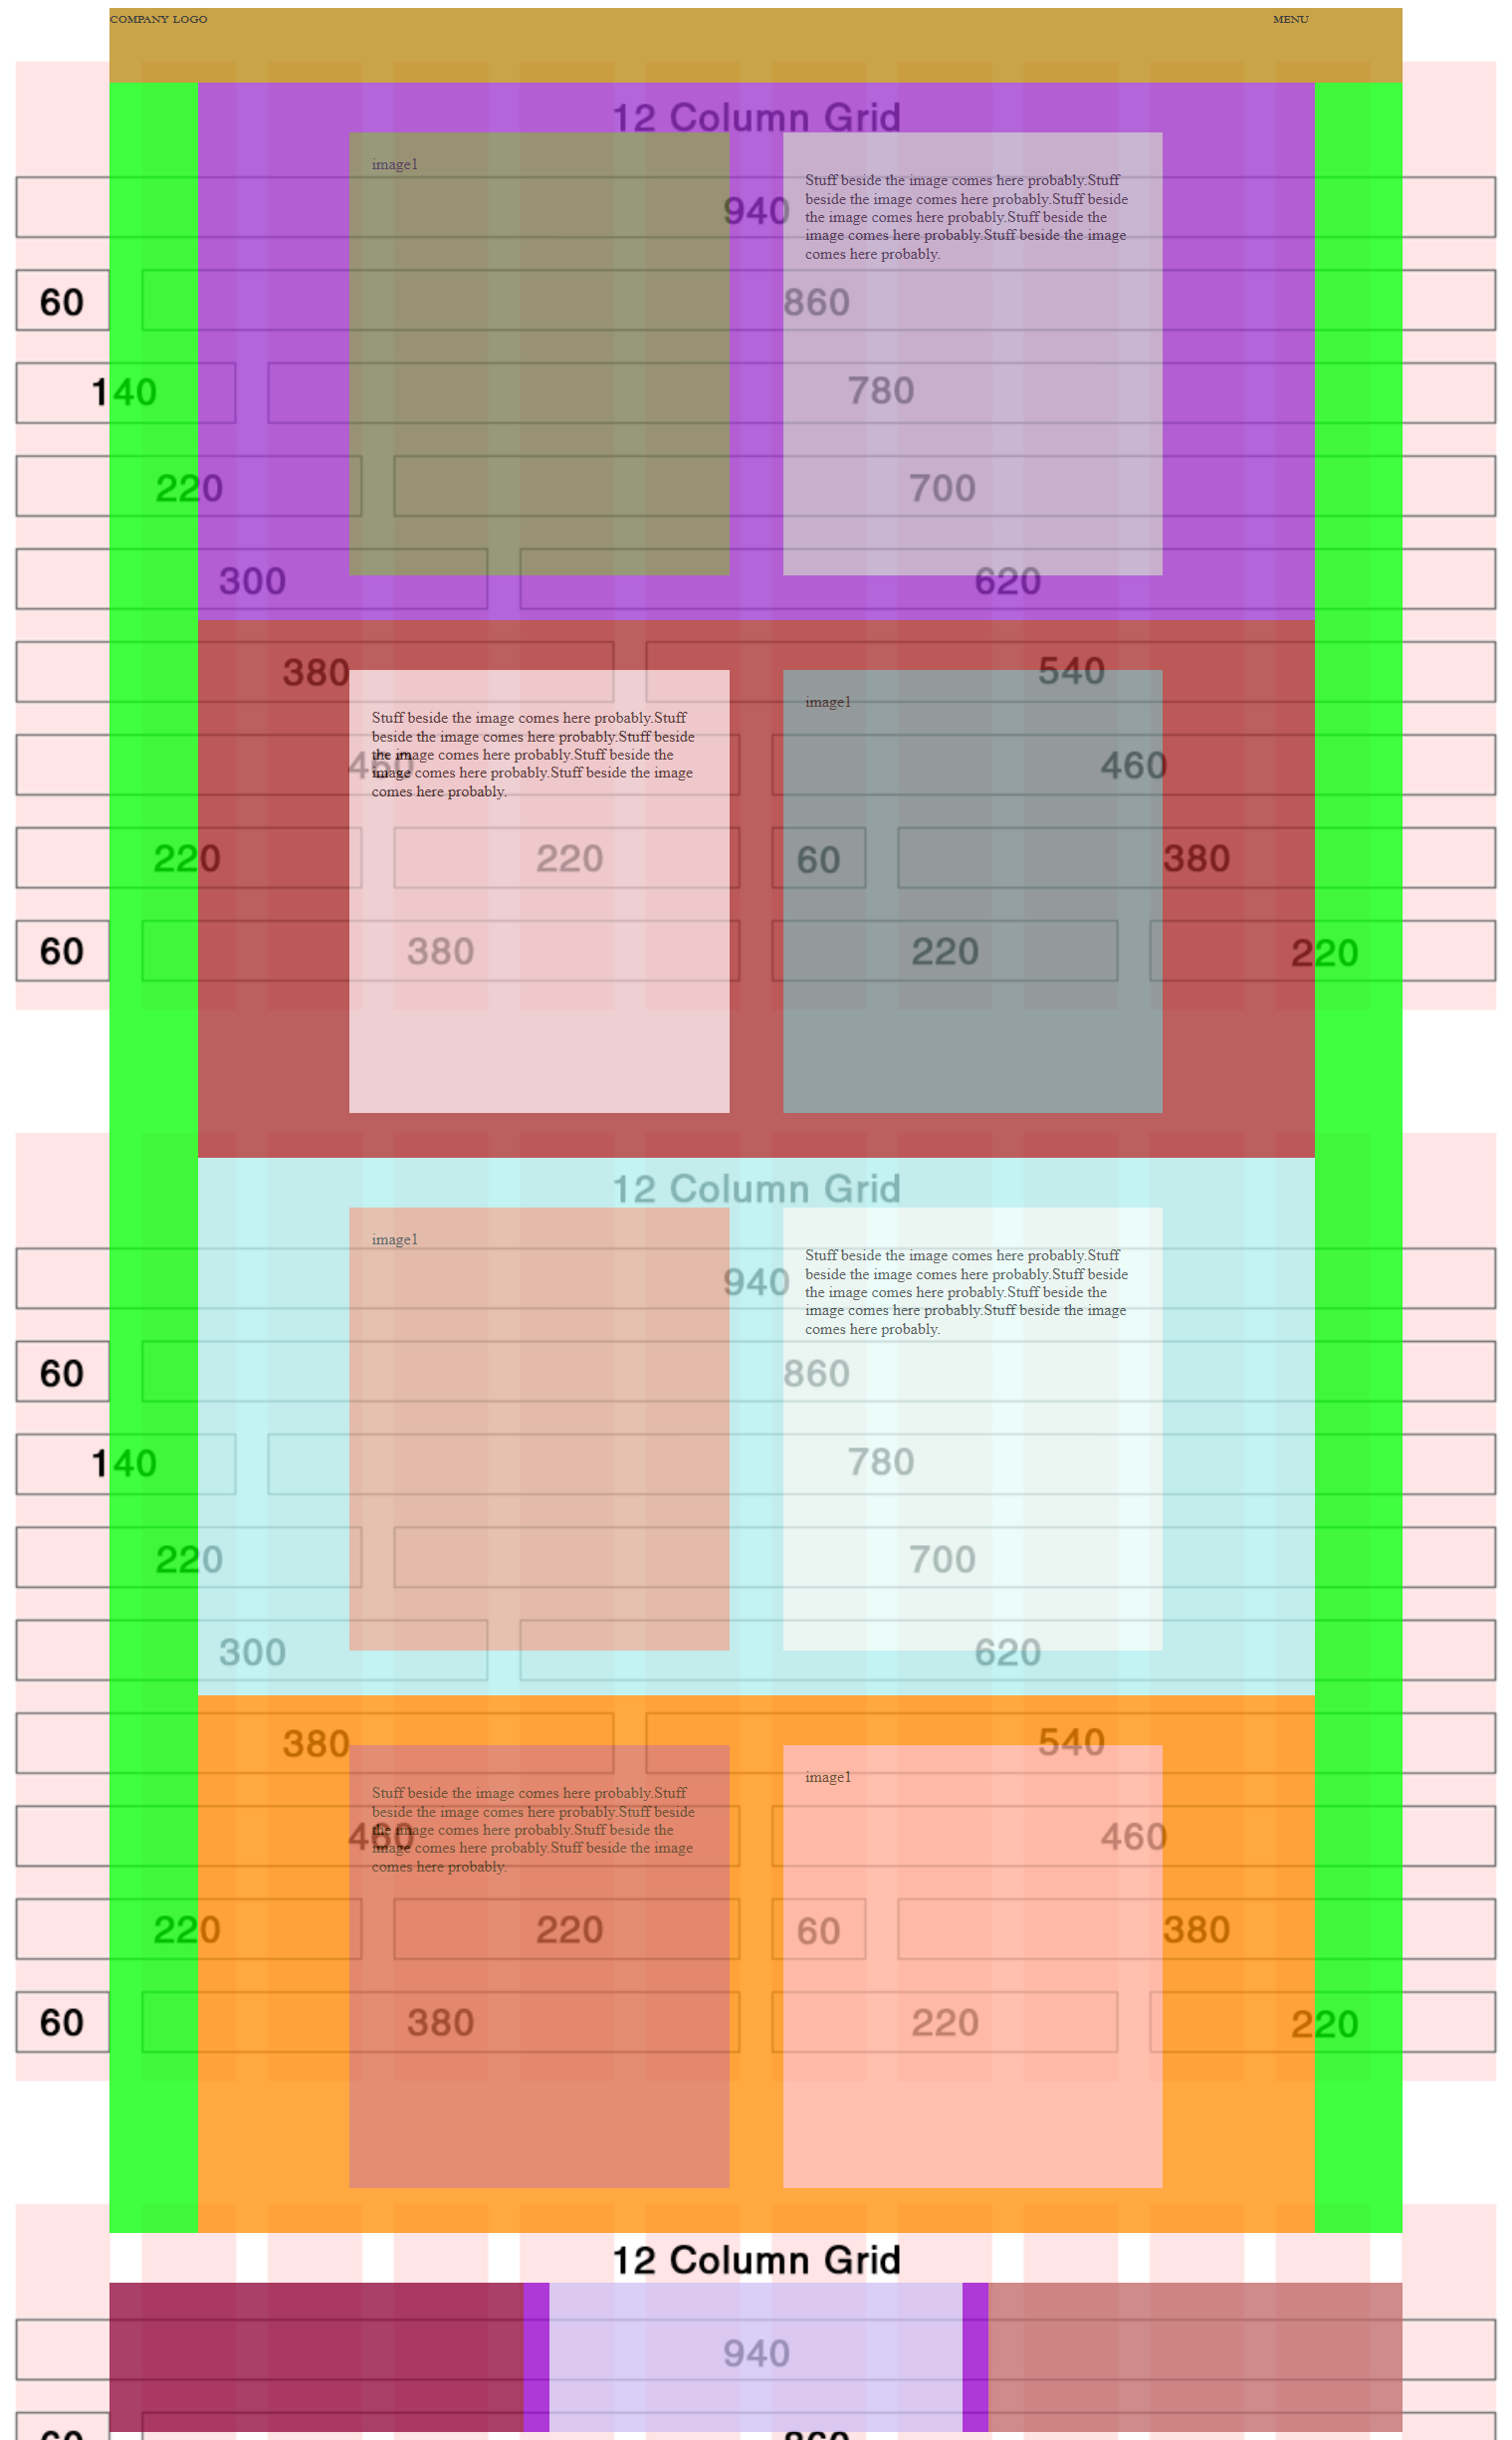 COMPANY LOGO MENU
12 Column Grid
image1
Stuff beside the image comes here probably.Stuff
beside the image comes here probably.Stuff beside
the image comes here probably.Stuff beside the
image comes here probably.Stuff beside the image
comes here probably.
940
60 860
140 780
220 700
300 620
380 540
image1
Stuff beside the image comes here probably.Stuff
beside the image comes here probably.Stuff beside
the image comes here probably.Stuff beside the
image comes here probably.Stuff beside the image
comes here probably.
460 460
220 220 60 380
60 380 220 220
12 Column Grid
image1
Stuff beside the image comes here probably.Stuff
beside the image comes here probably.Stuff beside
the image comes here probably.Stuff beside the
image comes here probably.Stuff beside the image
comes here probably.
940
60 860
140 780
220 700
300 620
380 540
image1
Stuff beside the image comes here probably.Stuff
beside the image comes here probably.Stuff beside
the image comes here probably.Stuff beside the
image comes here probably.Stuff beside the image
comes here probably.
460 460
220 220 60 380
60 380 220 220
12 Column Grid
940